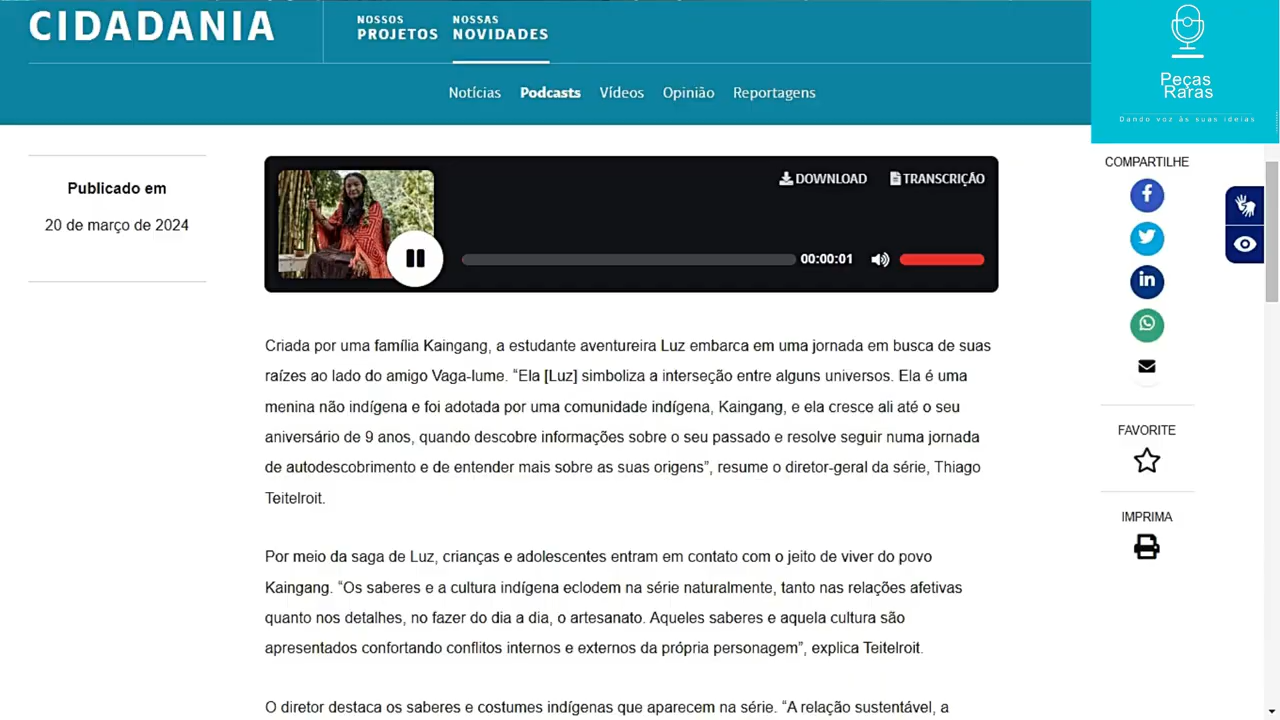 CIDADANIA
NOSSOS
PROJETOS
NOSSAS
NOVIDADES
Notícias Podcasts Vídeos Opinião Reportagens
Peças
Raras
Dando voz às suas ideias
Publicado em
20 de março de 2024
DOWNLOAD TRANSCRIÇÃO
00:00:01
Criada por uma família Kaingang, a estudante aventureira Luz embarca em uma jornada em busca de suas
raízes ao lado do amigo Vaga-lume. “Ela [Luz] simboliza a interseção entre alguns universos. Ela é uma
menina não indígena e foi adotada por uma comunidade indígena, Kaingang, e ela cresce ali até o seu
aniversário de 9 anos, quando descobre informações sobre o seu passado e resolve seguir numa jornada
de autodescobrimento e de entender mais sobre as suas origens”, resume o diretor-geral da série, Thiago
Teitelroit.
Por meio da saga de Luz, crianças e adolescentes entram em contato com o jeito de viver do povo
Kaingang. “Os saberes e a cultura indígena eclodem na série naturalmente, tanto nas relações afetivas
quanto nos detalhes, no fazer do dia a dia, o artesanato. Aqueles saberes e aquela cultura são
apresentados confortando conflitos internos e externos da própria personagem”, explica Teitelroit.
O diretor destaca os saberes e costumes indígenas que aparecem na série. “A relação sustentável, a
COMPARTILHE
FAVORITE
IMPRIMA